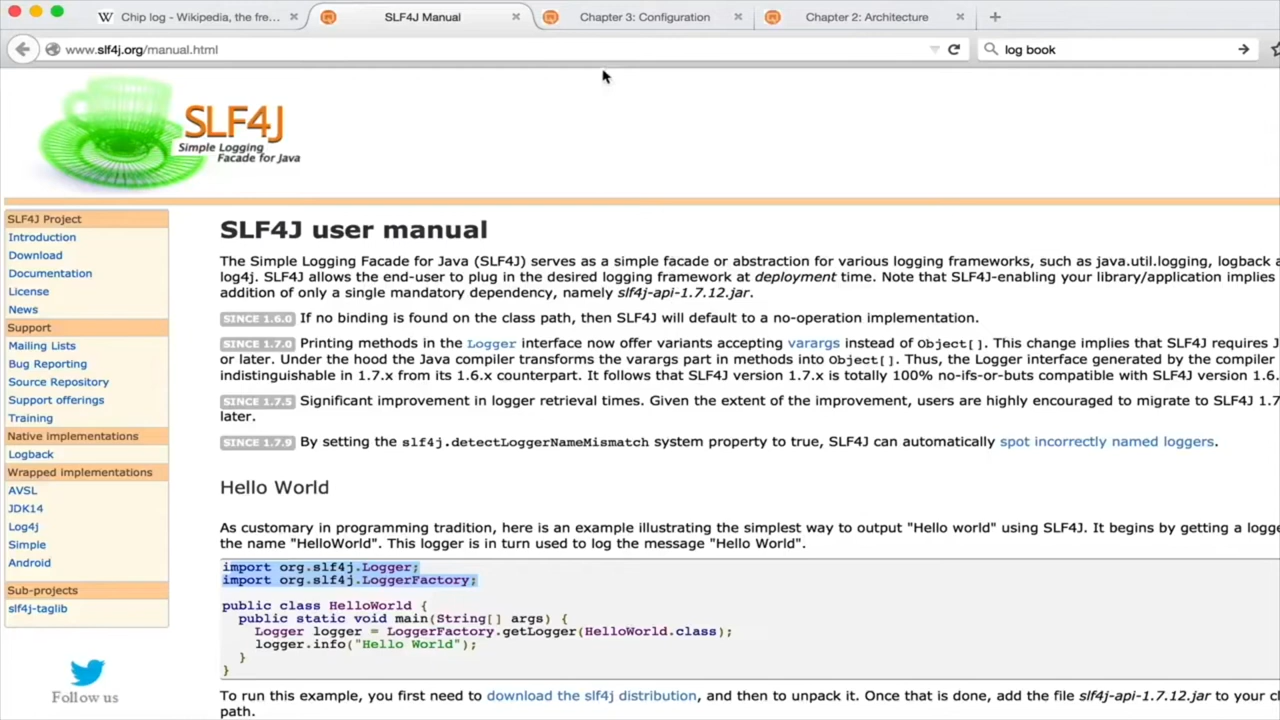 Chip log - Wikipedia, the fre...
SLF4J Manual
Chapter 3: Configuration
Chapter 2: Architecture
www.slf4j.org/manual.html
log book
SLF4J
Simple Logging
Facade for Java
SLF4J Project
Introduction
Download
Documentation
License
News
Support
Mailing Lists
Bug Reporting
Source Repository
Support offerings
Training
Native implementations
Logback
Wrapped implementations
AVSL
JDK14
Log4j
Simple
Android
Sub-projects
slf4j-taglib
Follow us
SLF4J user manual
The Simple Logging Facade for Java (SLF4J) serves as a simple facade or abstraction for various logging frameworks, such as java.util.logging, logback a
log4j. SLF4J allows the end-user to plug in the desired logging framework at deployment time. Note that SLF4J-enabling your library/application implies
addition of only a single mandatory dependency, namely slf4j-api-1.7.12.jar.
SINCE 1.6.0 If no binding is found on the class path, then SLF4J will default to a no-operation implementation.
SINCE 1.7.0 Printing methods in the Logger interface now offer variants accepting varargs instead of Object[]. This change implies that SLF4J requires J
or later. Under the hood the Java compiler transforms the varargs part in methods into Object[]. Thus, the Logger interface generated by the compiler
indistinguishable in 1.7.x from its 1.6.x counterpart. It follows that SLF4J version 1.7.x is totally 100% no-ifs-or-buts compatible with SLF4J version 1.6.
SINCE 1.7.5 Significant improvement in logger retrieval times. Given the extent of the improvement, users are highly encouraged to migrate to SLF4J 1.7
later.
SINCE 1.7.9 By setting the slf4j.detectLoggerNameMismatch system property to true, SLF4J can automatically spot incorrectly named loggers.
Hello World
As customary in programming tradition, here is an example illustrating the simplest way to output "Hello world" using SLF4J. It begins by getting a logge
the name "HelloWorld". This logger is in turn used to log the message "Hello World".
import org.slf4j.Logger;
import org.slf4j.LoggerFactory;
public class HelloWorld {
public static void main(String[] args) {
Logger logger = LoggerFactory.getLogger(HelloWorld.class);
logger.info("Hello World");
}
}
To run this example, you first need to download the slf4j distribution, and then to unpack it. Once that is done, add the file slf4j-api-1.7.12.jar to your cl
path.